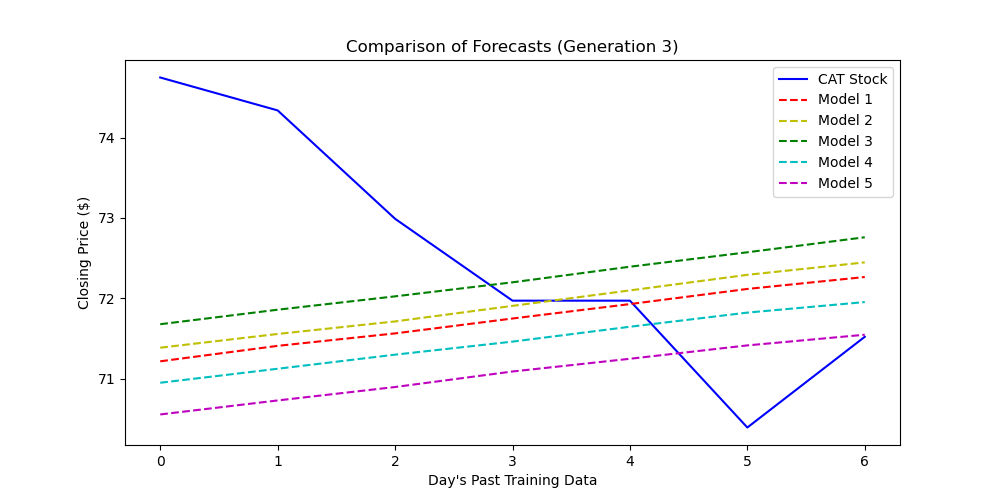 Comparison of Forecasts (Generation 3)
CAT Stock
Model 1
Model 2
Model 3
Model 4
Model 5
74
73
72
71
Closing Price ($)
0 1 2 3 4 5 6
Day's Past Training Data